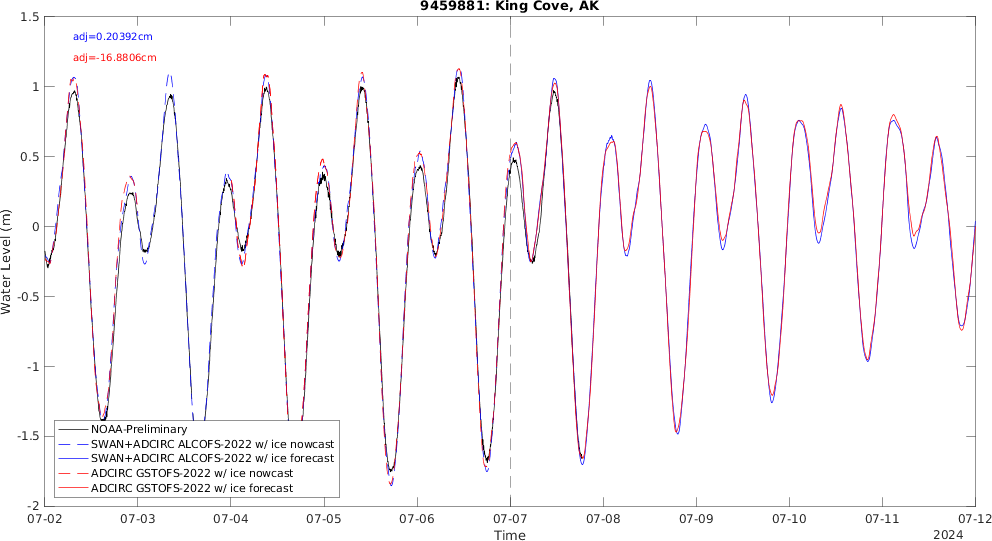 9459881: King Cove, AK
adj=0.20392cm
adj=-16.8806cm
Water Level (m)
1.5
1
0.5
0
-0.5
-1
-1.5
-2
NOAA-Preliminary
SWAN+ADCIRC ALCOFS-2022 w/ ice nowcast
SWAN+ADCIRC ALCOFS-2022 w/ ice forecast
ADCIRC GSTOFS-2022 w/ ice nowcast
ADCIRC GSTOFS-2022 w/ ice forecast
07-02 07-03 07-04 07-05 07-06 07-07 07-08 07-09 07-10 07-11 07-12
Time
2024